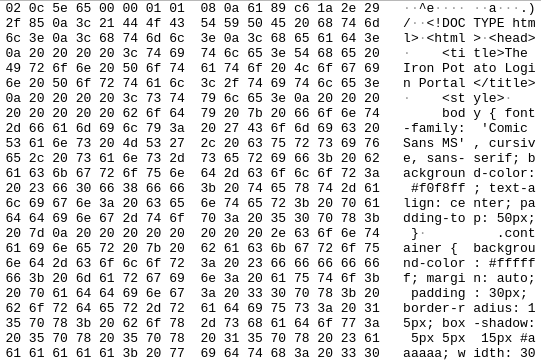 02 0c 5e 65 00 00 01 01  08 0a 61 89 c6 1a 2e 29  ··^e···· ··a···.)
2f 85 0a 3c 21 44 4f 43  54 59 50 45 20 68 74 6d  /··<!DOC TYPE htm
6c 3e 0a 3c 68 74 6d 6c  3e 0a 3c 68 65 61 64 3e  l>·<html >·<head>
0a 20 20 20 20 3c 74 69  74 6c 65 3e 54 68 65 20  ·    <ti tle>The
49 72 6f 6e 20 50 6f 74  61 74 6f 20 4c 6f 67 69  Iron Pot ato Logi
6e 20 50 6f 72 74 61 6c  3c 2f 74 69 74 6c 65 3e  n Portal </title>
0a 20 20 20 20 3c 73 74  79 6c 65 3e 0a 20 20 20  ·    <st yle>·
20 20 20 20 20 62 6f 64  79 20 7b 20 66 6f 6e 74       bod y { font
2d 66 61 6d 69 6c 79 3a  20 27 43 6f 6d 69 63 20  -family:  'Comic
53 61 6e 73 20 4d 53 27  2c 20 63 75 72 73 69 76  Sans MS' , cursiv
65 2c 20 73 61 6e 73 2d  73 65 72 69 66 3b 20 62  e, sans- serif; b
61 63 6b 67 72 6f 75 6e  64 2d 63 6f 6c 6f 72 3a  ackgroun d-color:
20 23 66 30 66 38 66 66  3b 20 74 65 78 74 2d 61   #f0f8ff ; text-a
6c 69 67 6e 3a 20 63 65  6e 74 65 72 3b 20 70 61  lign: ce nter; pa
64 64 69 6e 67 2d 74 6f  70 3a 20 35 30 70 78 3b  dding-to p: 50px;
20 7d 0a 20 20 20 20 20  20 20 20 2e 63 6f 6e 74   }·         .cont
61 69 6e 65 72 20 7b 20  62 61 63 6b 67 72 6f 75  ainer {  backgrou
6e 64 2d 63 6f 6c 6f 72  3a 20 23 66 66 66 66 66  nd-color : #fffff
66 3b 20 6d 61 72 67 69  6e 3a 20 61 75 74 6f 3b  f; margi n: auto;
20 70 61 64 64 69 6e 67  3a 20 33 30 70 78 3b 20   padding : 30px;
62 6f 72 64 65 72 2d 72  61 64 69 75 73 3a 20 31  border-r adius: 1
35 70 78 3b 20 62 6f 78  2d 73 68 61 64 6f 77 3a  5px; box -shadow:
20 35 70 78 20 35 70 78  20 31 35 70 78 20 23 61   5px 5px  15px #a
61 61 61 61 61 3b 20 77  69 64 74 68 3a 20 33 30  aaaaa; w idth: 30